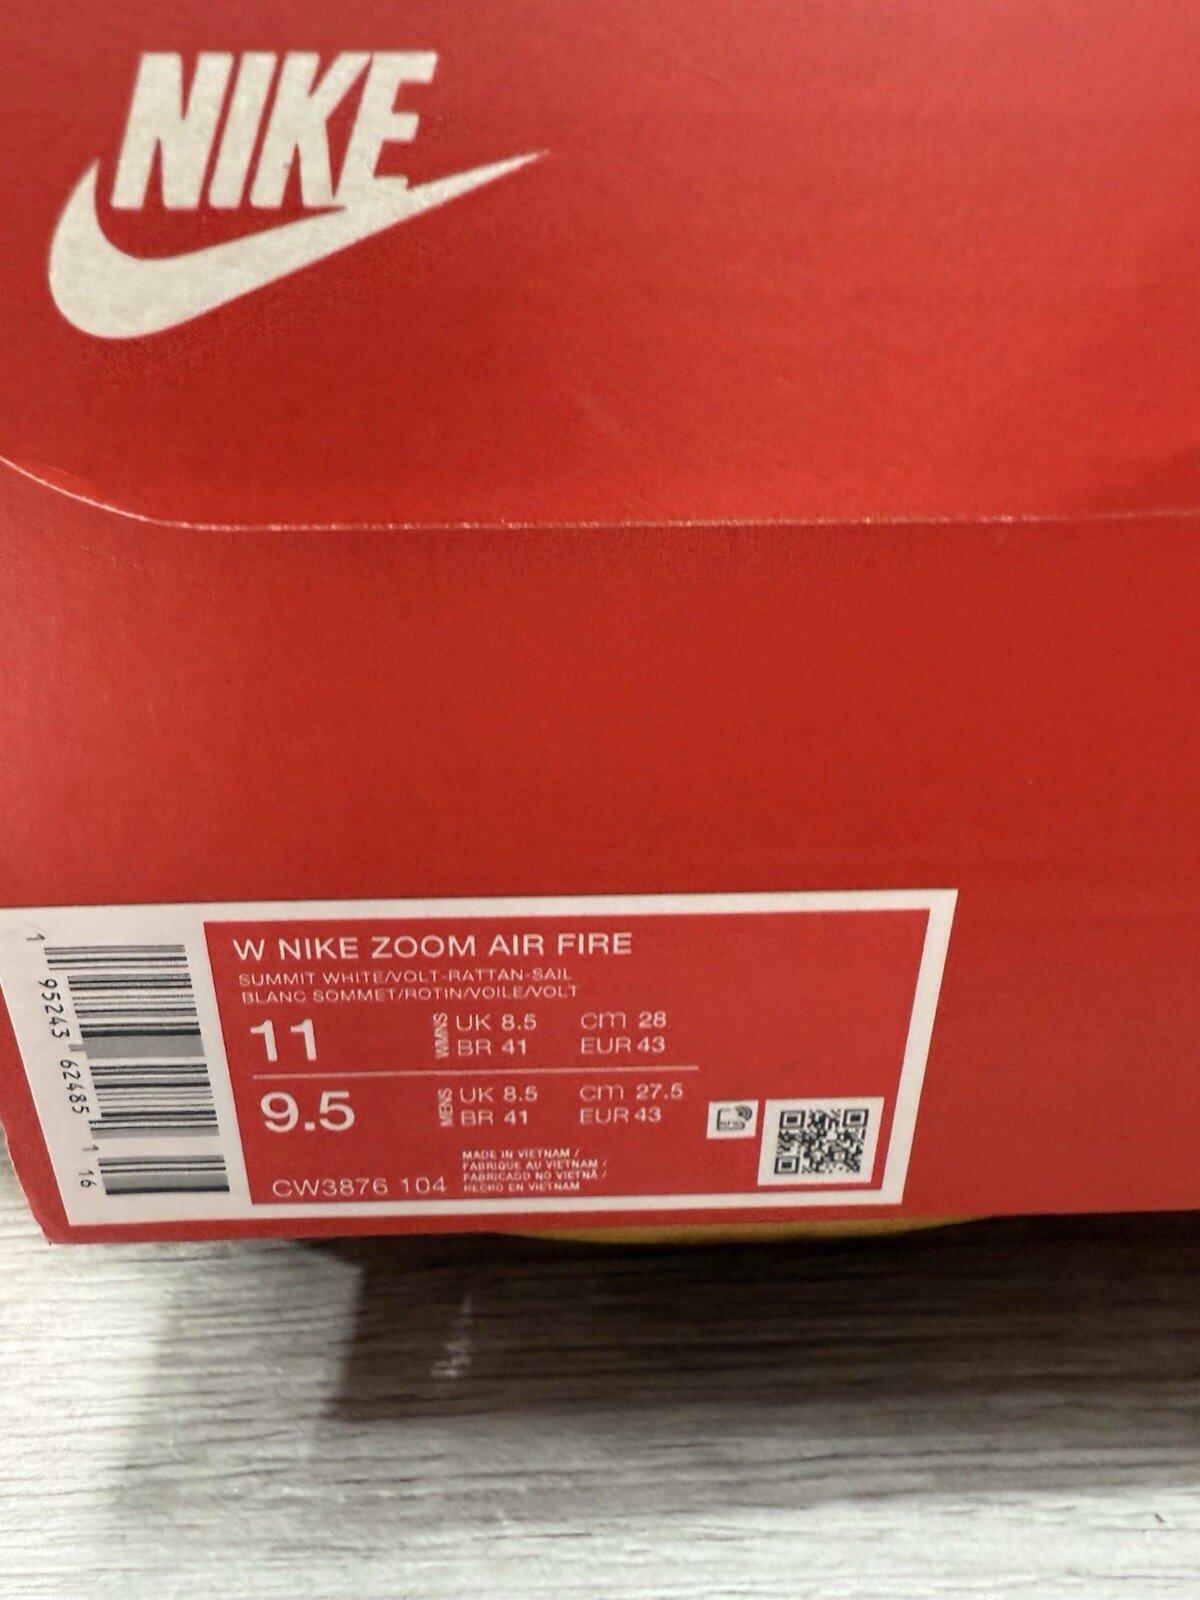 NIKE
W NIKE ZOOM AIR FIRE
SUMMIT WHITE/VOLT-RATTAN-SAIL
BLANC SOMMET/ROTIN/VOILE/VOLT
11 WMNS UK 8.5 cm 28
BR 41 EUR 43
9.5 MENS UK 8.5 cm 27.5
BR 41 EUR 43
CW3876 104
MADE IN VIETNAM /
FABRIQUE AU VIETNAM /
FABRICADO NO VIETNÃ /
HECHO EN VIETNAM
1 95243 62485 1 16